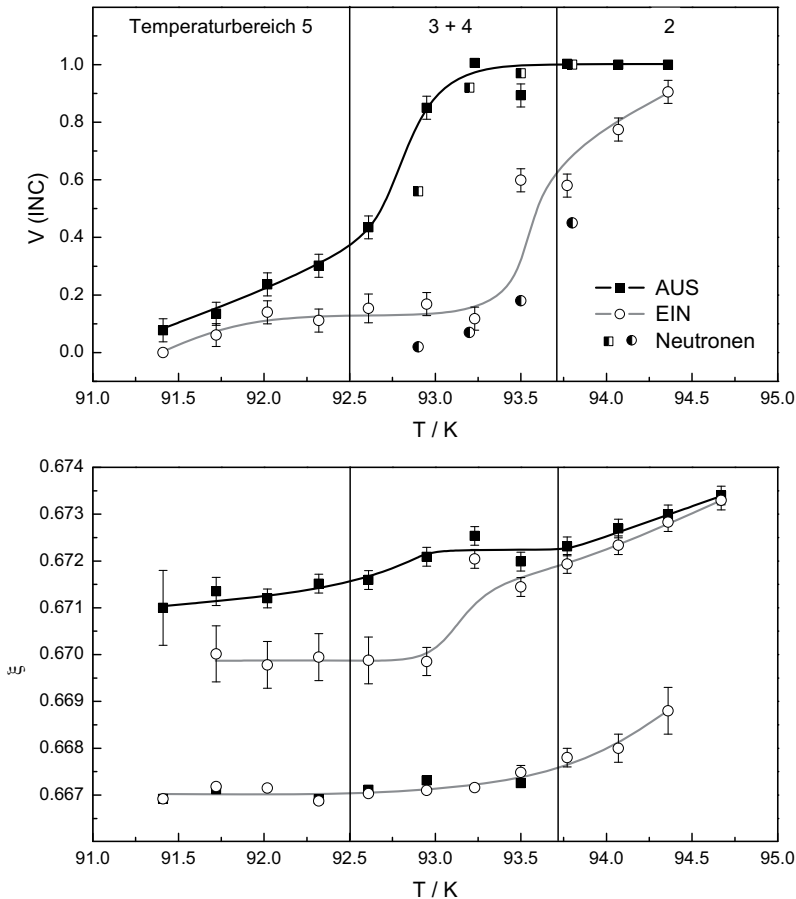 Temperaturbereich 5 3 + 4 2
1.0
0.8
0.6
0.4
0.2
0.0
V (INC)
AUS
EIN
Neutronen
91.0 91.5 92.0 92.5 93.0 93.5 94.0 94.5 95.0
T / K
0.674
0.673
0.672
0.671
0.670
0.669
0.668
0.667
ξ
91.0 91.5 92.0 92.5 93.0 93.5 94.0 94.5 95.0
T / K